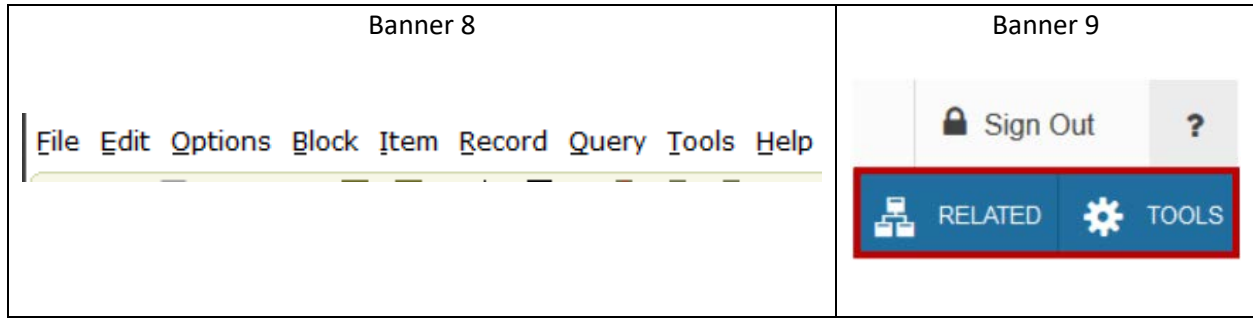 Banner 8
Banner 9
File Edit Options Block Item Record Query Tools Help
Sign Out ?
RELATED TOOLS